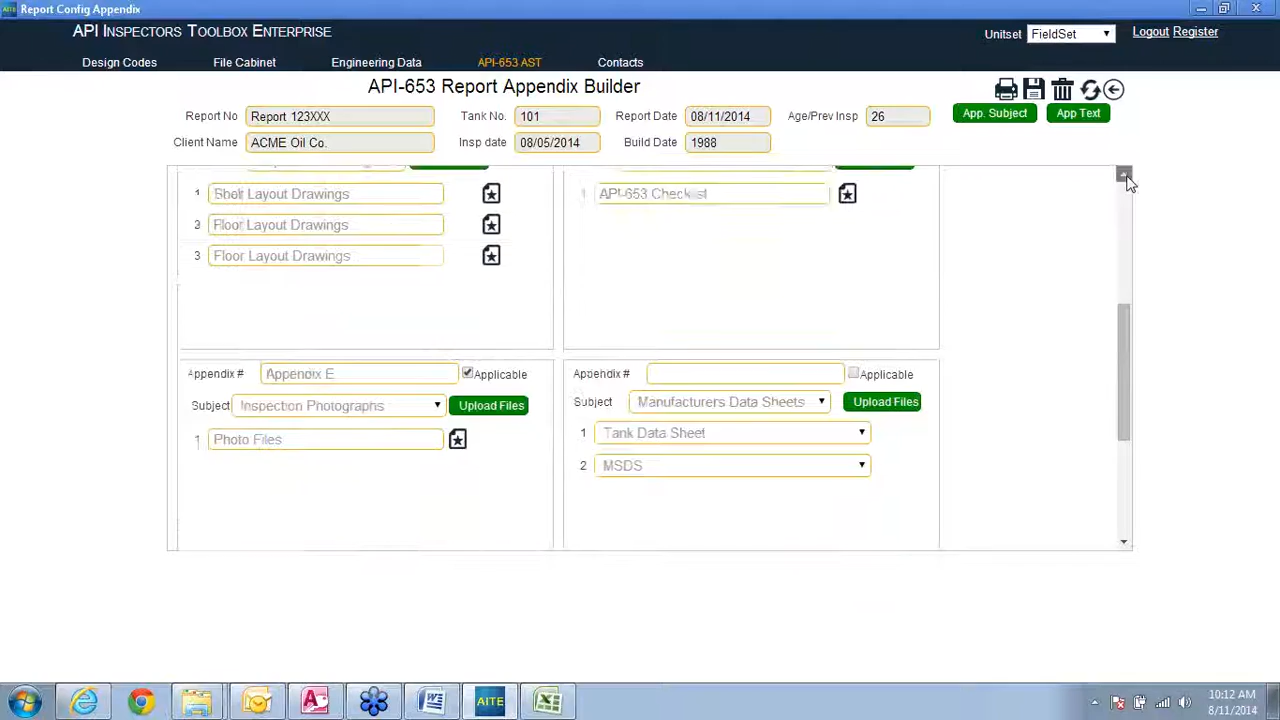 Report Config Appendix
API INSPECTORS TOOLBOX ENTERPRISE
Unitset FieldSet Logout Register
Design Codes File Cabinet Engineering Data API-653 AST Contacts
API-653 Report Appendix Builder
Report No Report 123XXX Tank No. 101 Report Date 08/11/2014 Age/Prev Insp 26 App. Subject App Text
Client Name ACME Oil Co. Insp date 08/05/2014 Build Date 1988
1 Shell Layout Drawings
3 Floor Layout Drawings
3 Floor Layout Drawings
API-653 Checklist
Appendix # Appendix E Applicable
Subject Inspection Photographs Upload Files
1 Photo Files
Appendix # Applicable
Subject Manufacturers Data Sheets Upload Files
1 Tank Data Sheet
2 MSDS
AITE
10:12 AM
8/11/2014